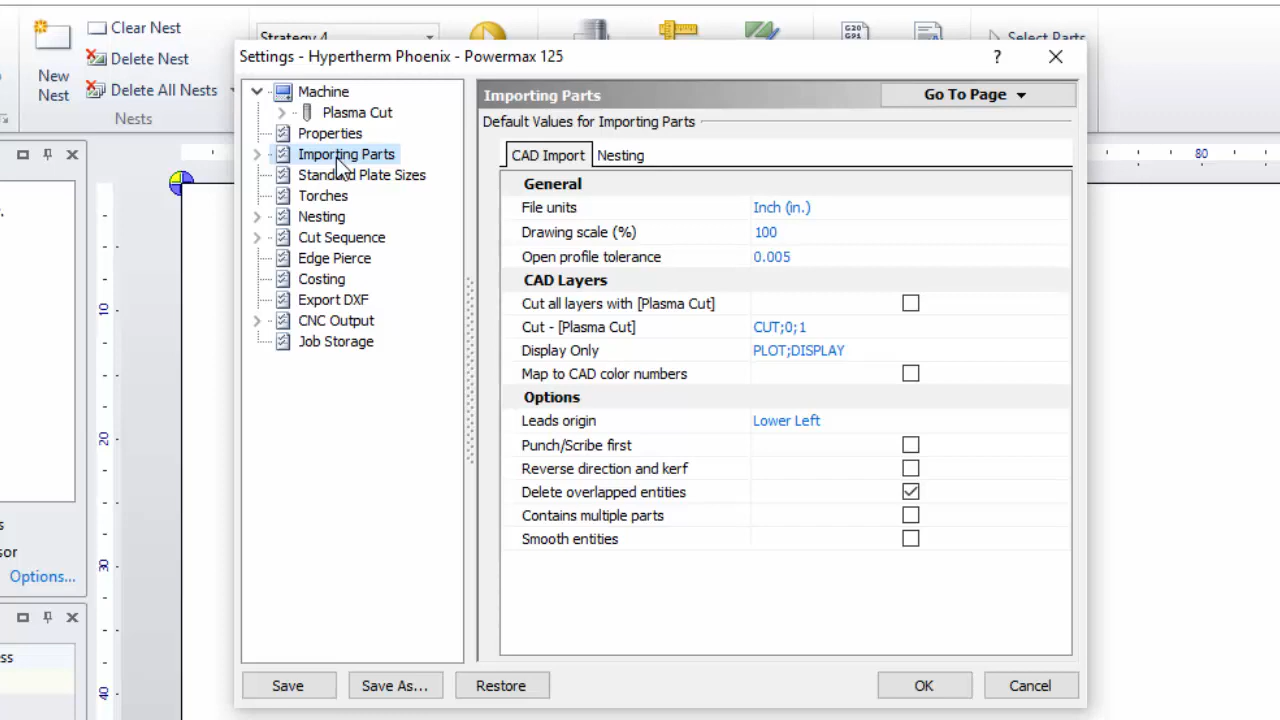 Clear Nest
Delete Nest
Delete All Nests
New
Nest
Nests
Strategy 4
G20
GP1
Select Parts
Settings - Hypertherm Phoenix - Powermax 125
?
Machine
Plasma Cut
Properties
Importing Parts
Standard Plate Sizes
Torches
Nesting
Cut Sequence
Edge Pierce
Costing
Export DXF
CNC Output
Job Storage
Importing Parts
Go To Page
Default Values for Importing Parts
CAD Import Nesting
General
File units Inch (in.)
Drawing scale (%) 100
Open profile tolerance 0.005
CAD Layers
Cut all layers with [Plasma Cut]
Cut - [Plasma Cut] CUT;0;1
Display Only PLOT;DISPLAY
Map to CAD color numbers
Options
Leads origin Lower Left
Punch/Scribe first
Reverse direction and kerf
Delete overlapped entities
Contains multiple parts
Smooth entities
Save Save As... Restore OK Cancel
80
10
20
30
40
Options...